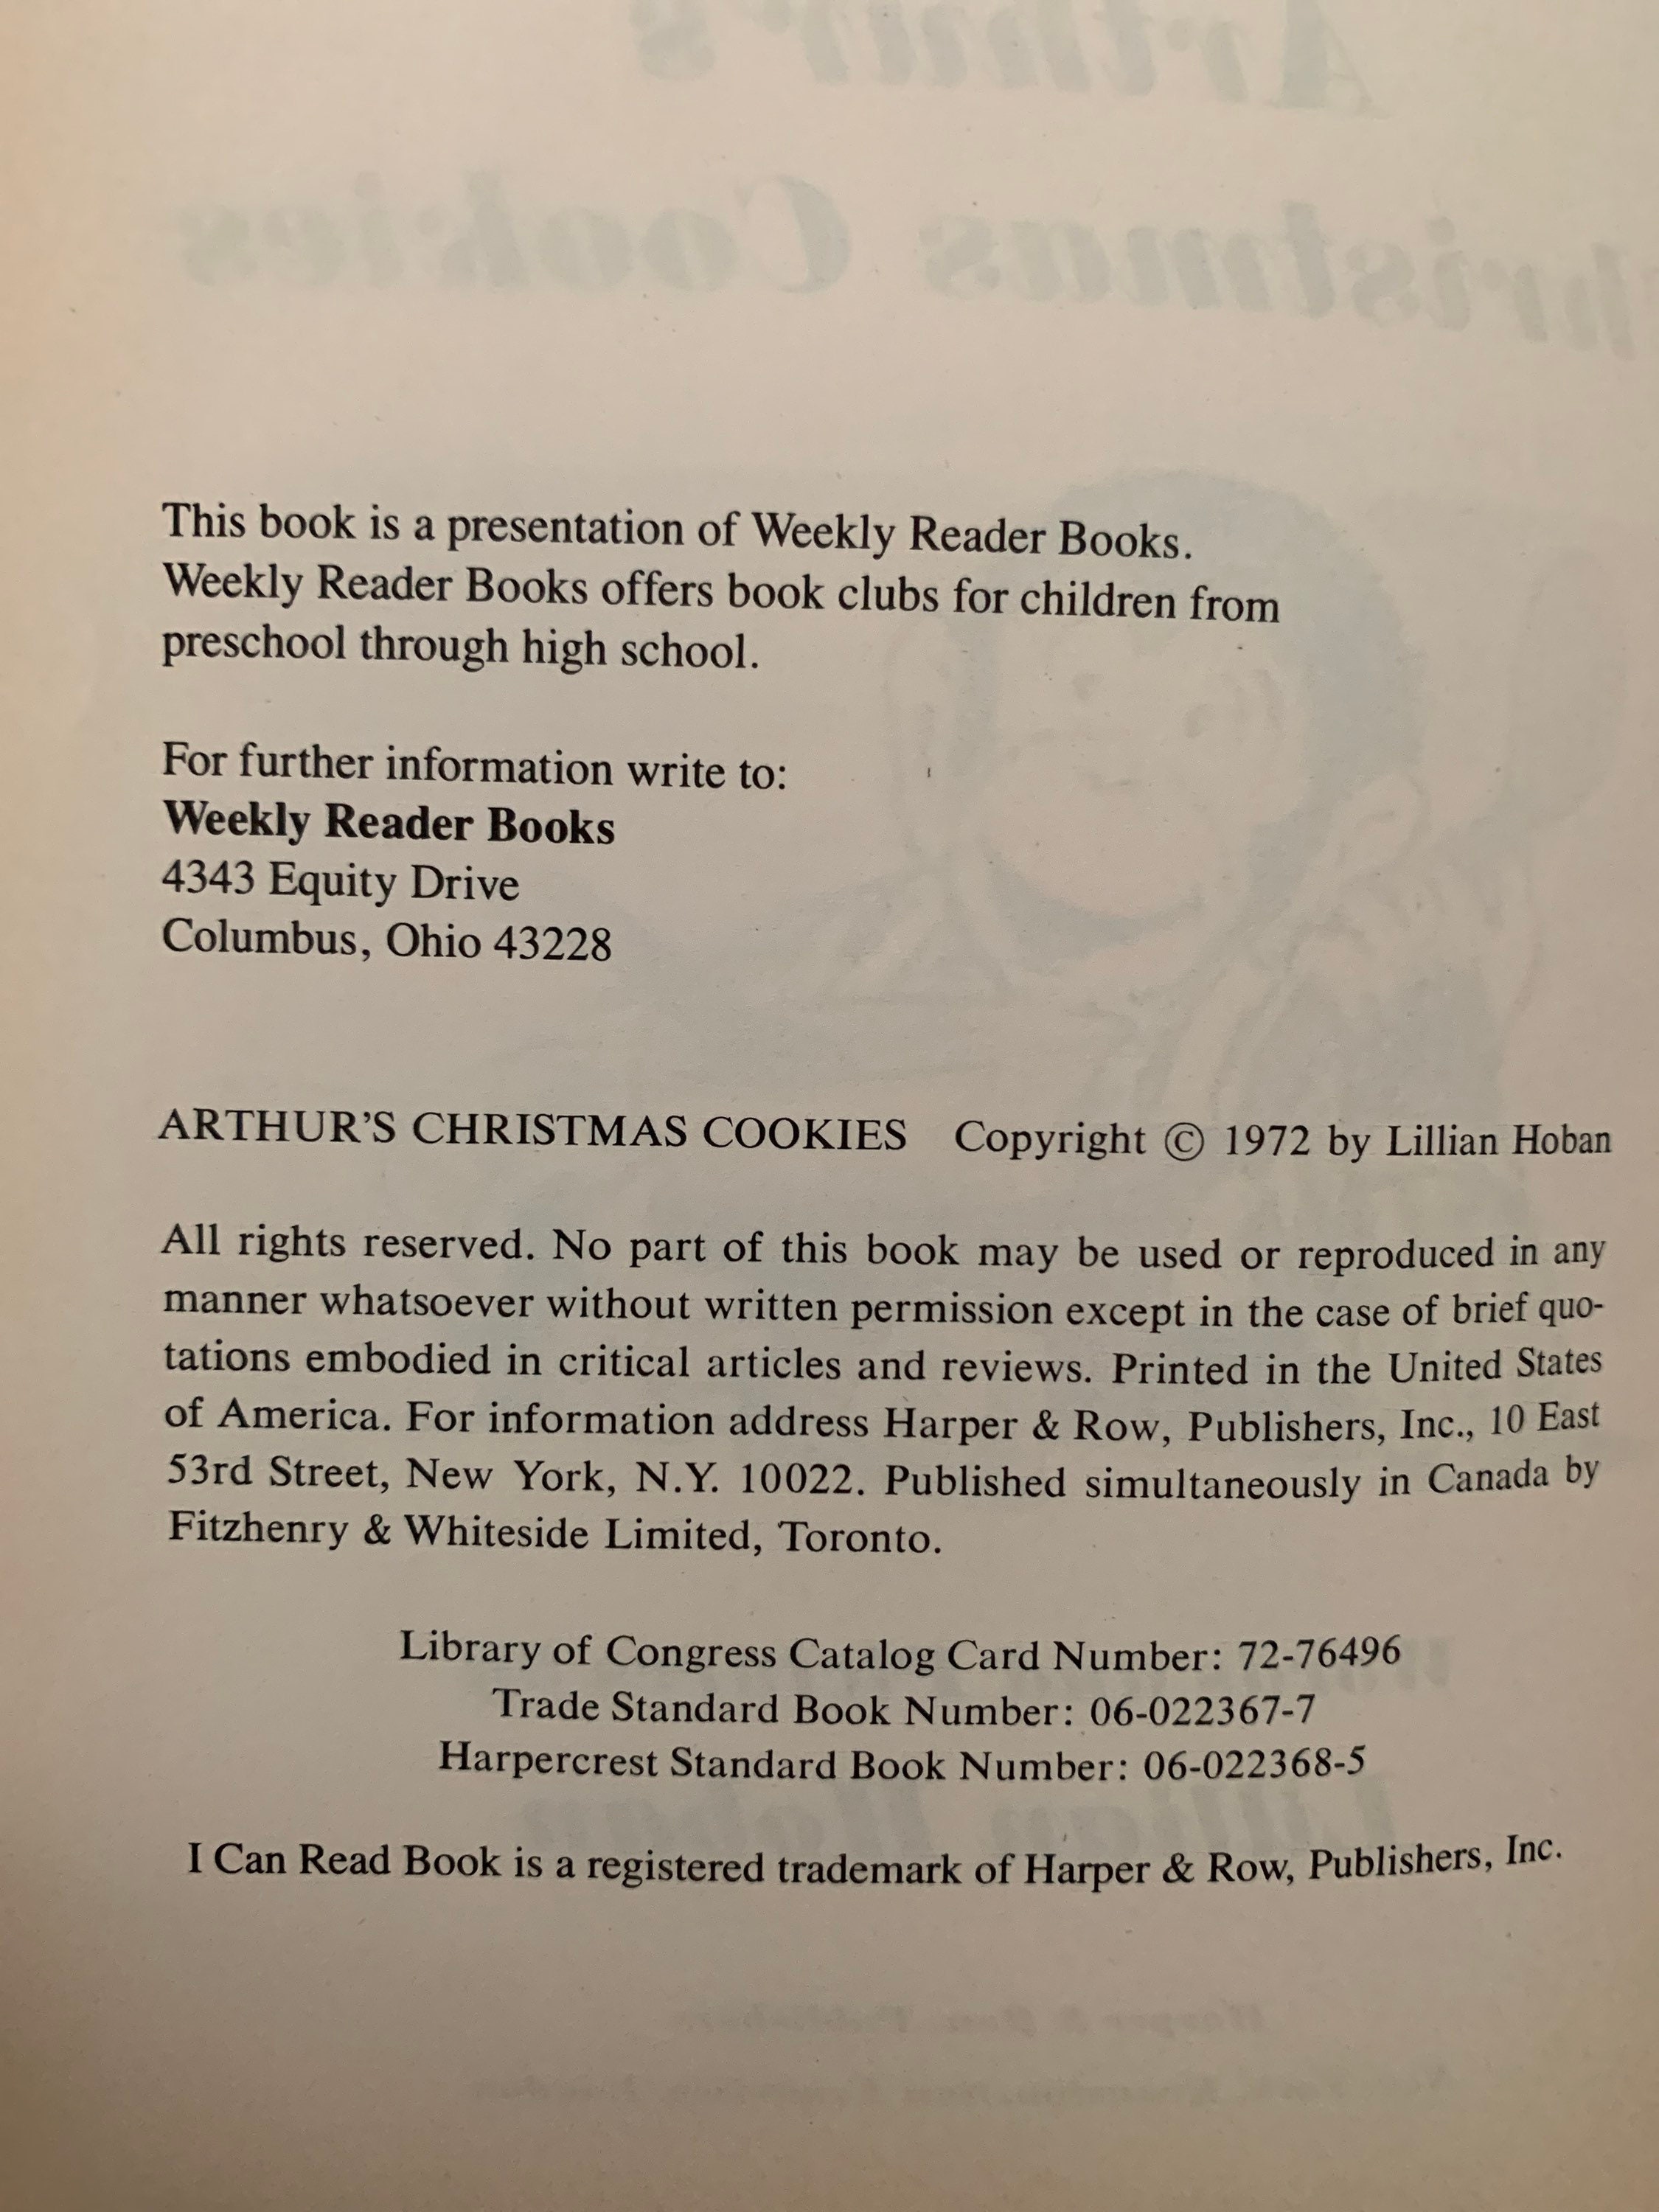 Arthur's
hristmas Cookies
This book is a presentation of Weekly Reader Books.
Weekly Reader Books offers book clubs for children from
preschool through high school.
For further information write to:
Weekly Reader Books
4343 Equity Drive
Columbus, Ohio 43228
ARTHUR'S CHRISTMAS COOKIES Copyright © 1972 by Lillian Hoban
All rights reserved. No part of this book may be used or reproduced in any
manner whatsoever without written permission except in the case of brief quo-
tations embodied in critical articles and reviews. Printed in the United States
of America. For information address Harper & Row, Publishers, Inc., 10 East
53rd Street, New York, N.Y. 10022. Published simultaneously in Canada by
Fitzhenry & Whiteside Limited, Toronto.
Library of Congress Catalog Card Number: 72-76496
Trade Standard Book Number: 06-022367-7
Harpercrest Standard Book Number: 06-022368-5
Lillian Hoban
I Can Read Book is a registered trademark of Harper & Row, Publishers, Inc.